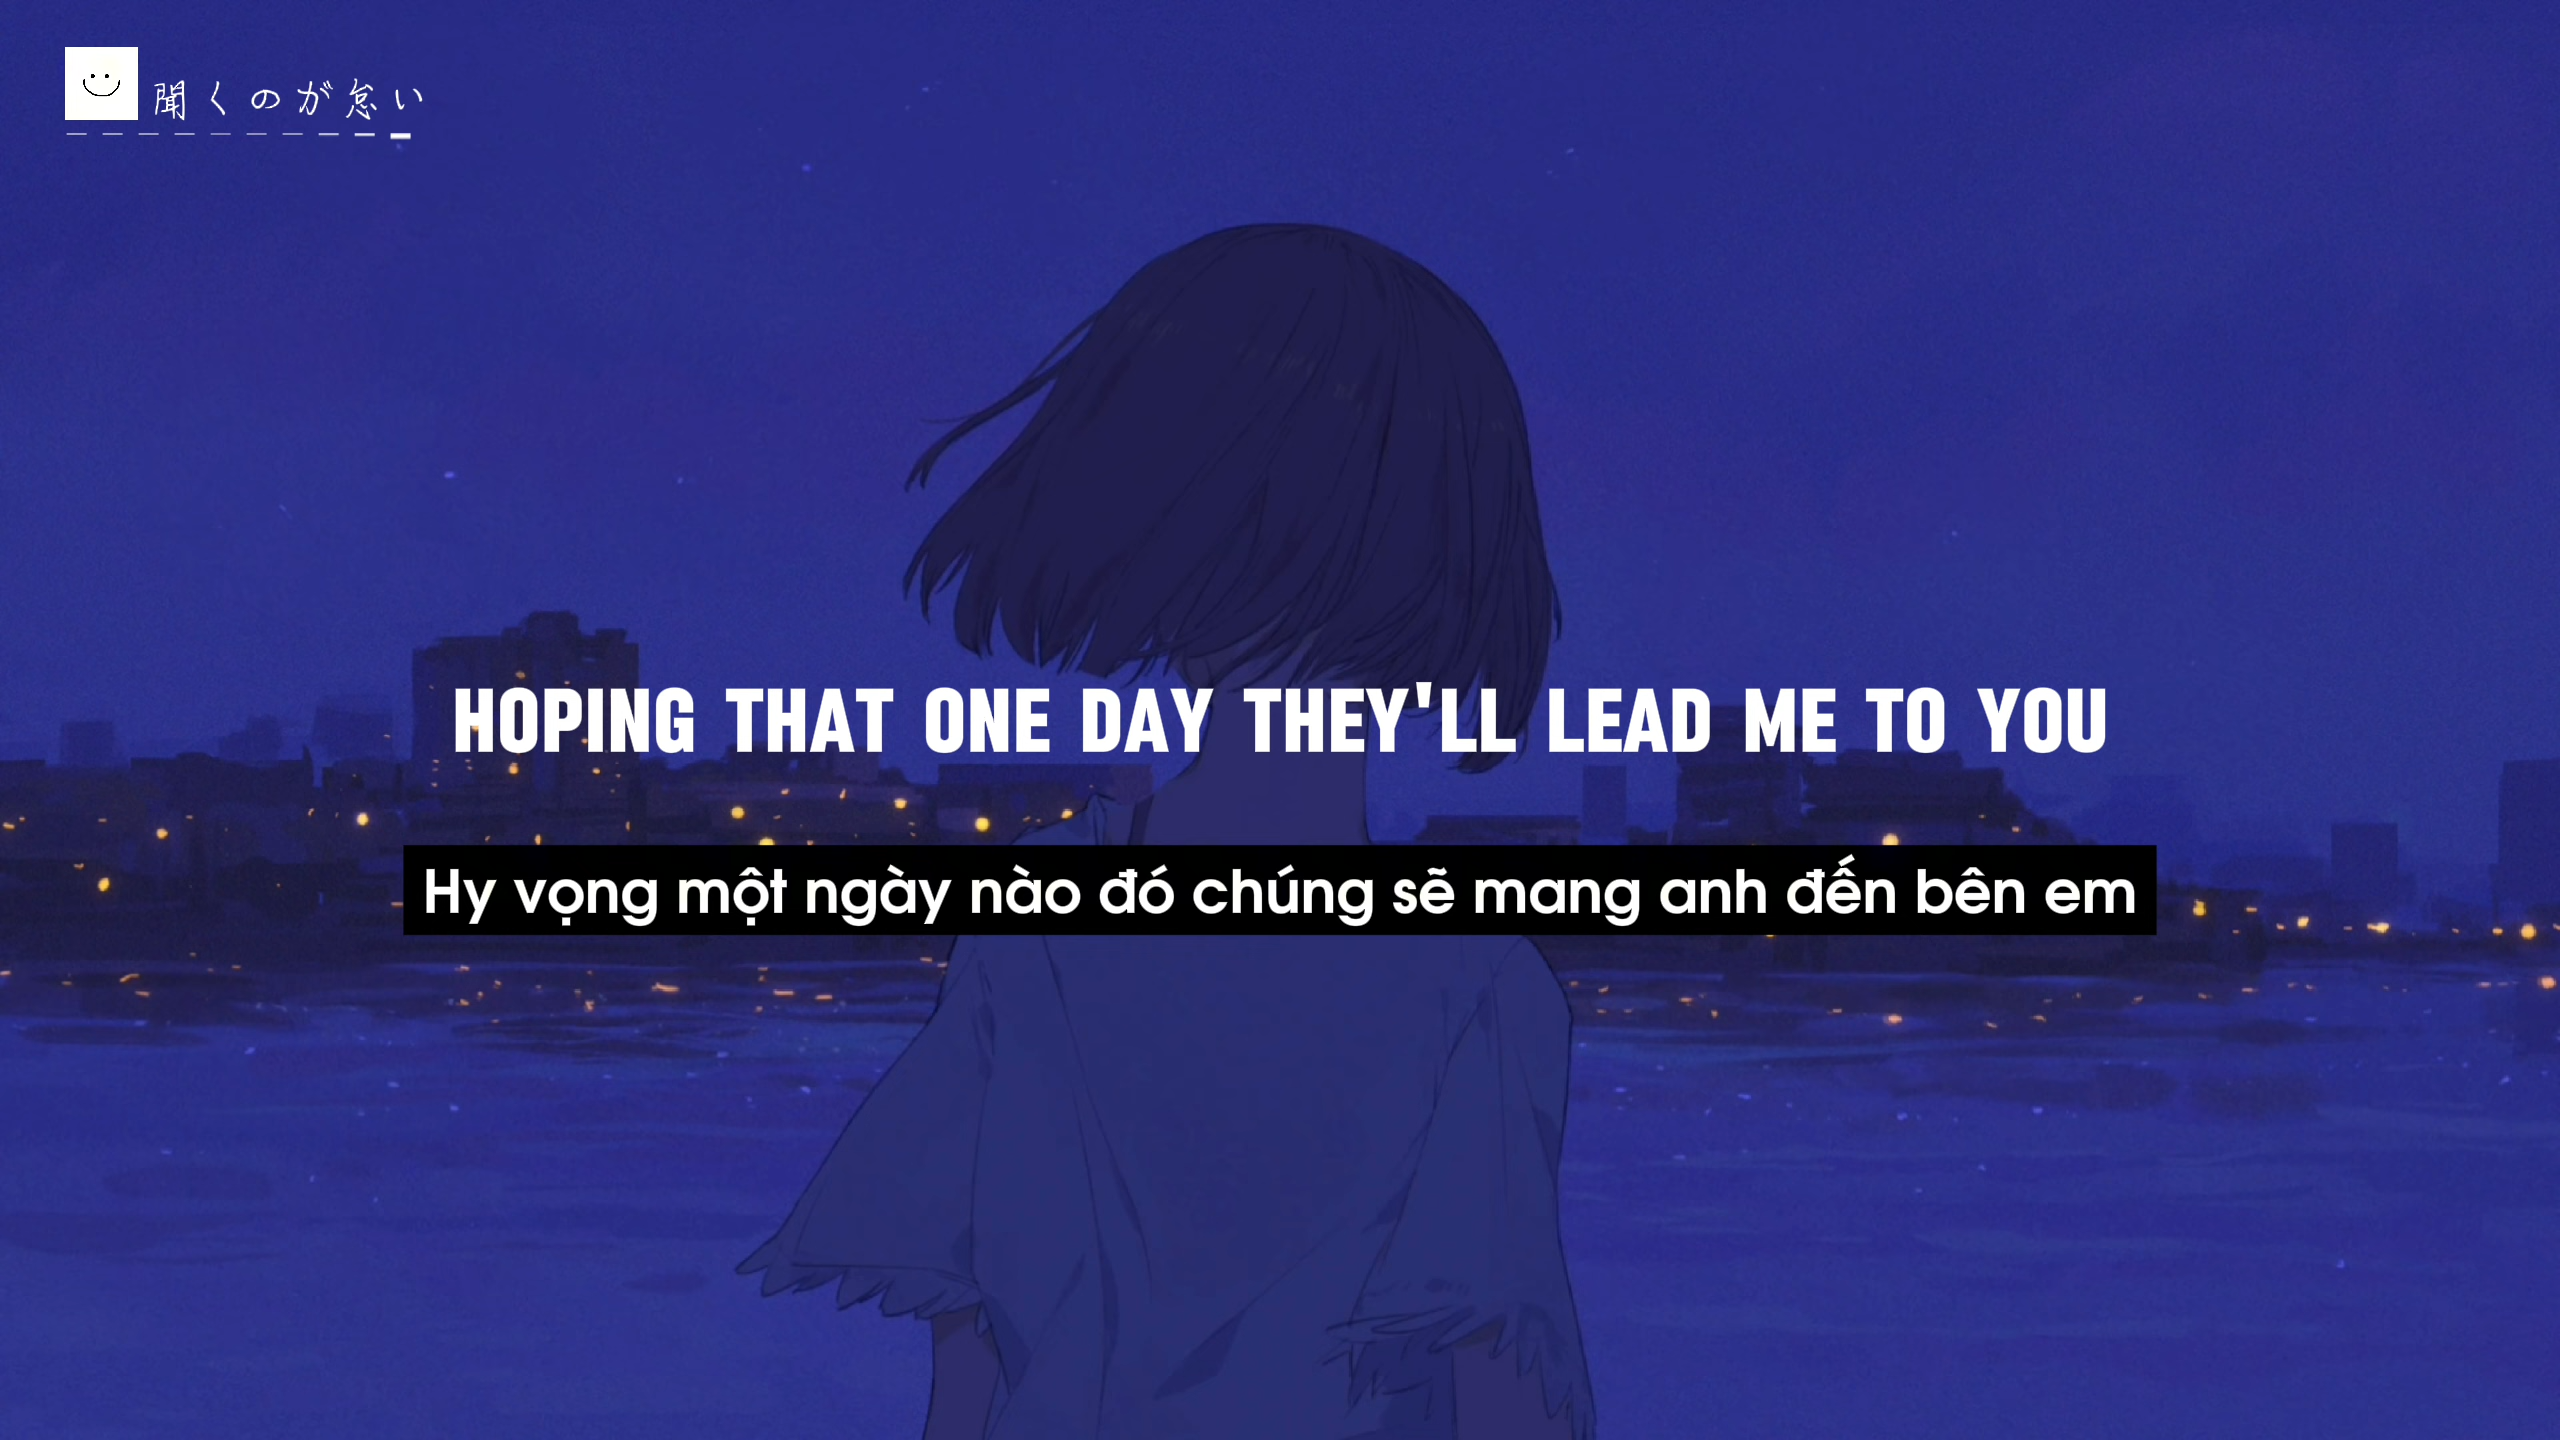 聞くのが怠い
HOPING THAT ONE DAY THEY'LL LEAD ME TO YOU
Hy vọng một ngày nào đó chúng sẽ mang anh đến bên em